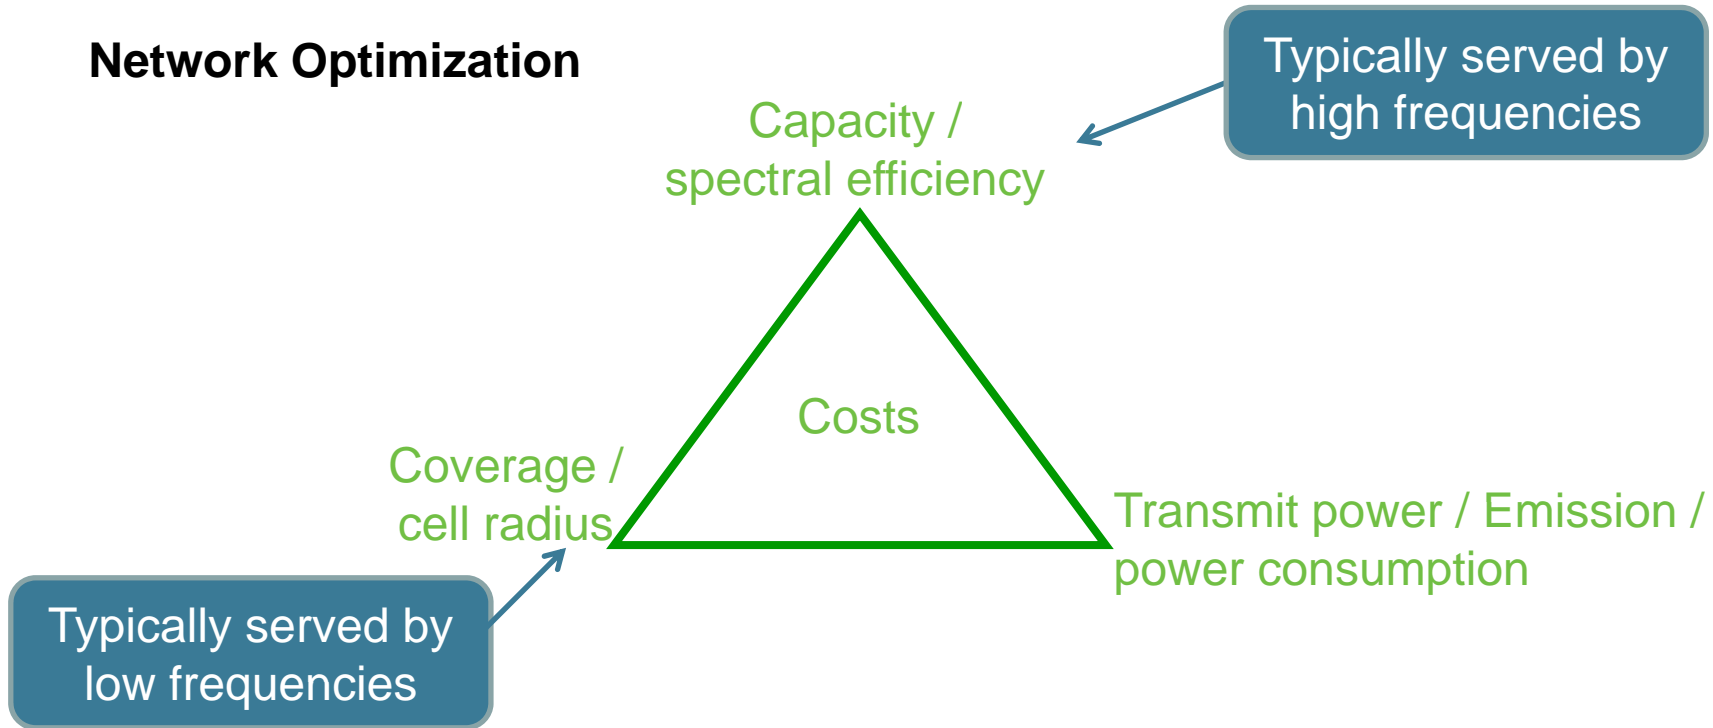 Network Optimization
Typically served by
high frequencies
Capacity /
spectral efficiency
Costs
Coverage /
cell radius
Transmit power / Emission /
power consumption
Typically served by
low frequencies